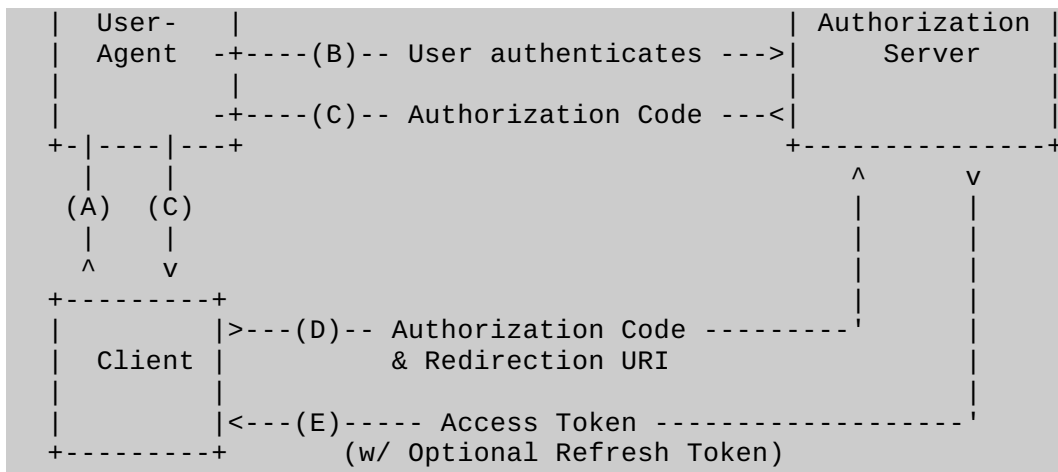 |  User-  |                                 | Authorization |
|  Agent  -+----(B)-- User authenticates --->|     Server    |
|         |                                 |               |
|         -+----(C)-- Authorization Code ---<|               |
+-|----|---+                                 +---------------+
  |    |                                         ^      v
 (A)  (C)                                        |      |
  |    |                                         |      |
  ^    v                                         |      |
+---------+                                      |      |
|         |>---(D)-- Authorization Code ---------'      |
|  Client |          & Redirection URI                  |
|         |                                             |
|         |<---(E)----- Access Token -------------------'
+---------+       (w/ Optional Refresh Token)